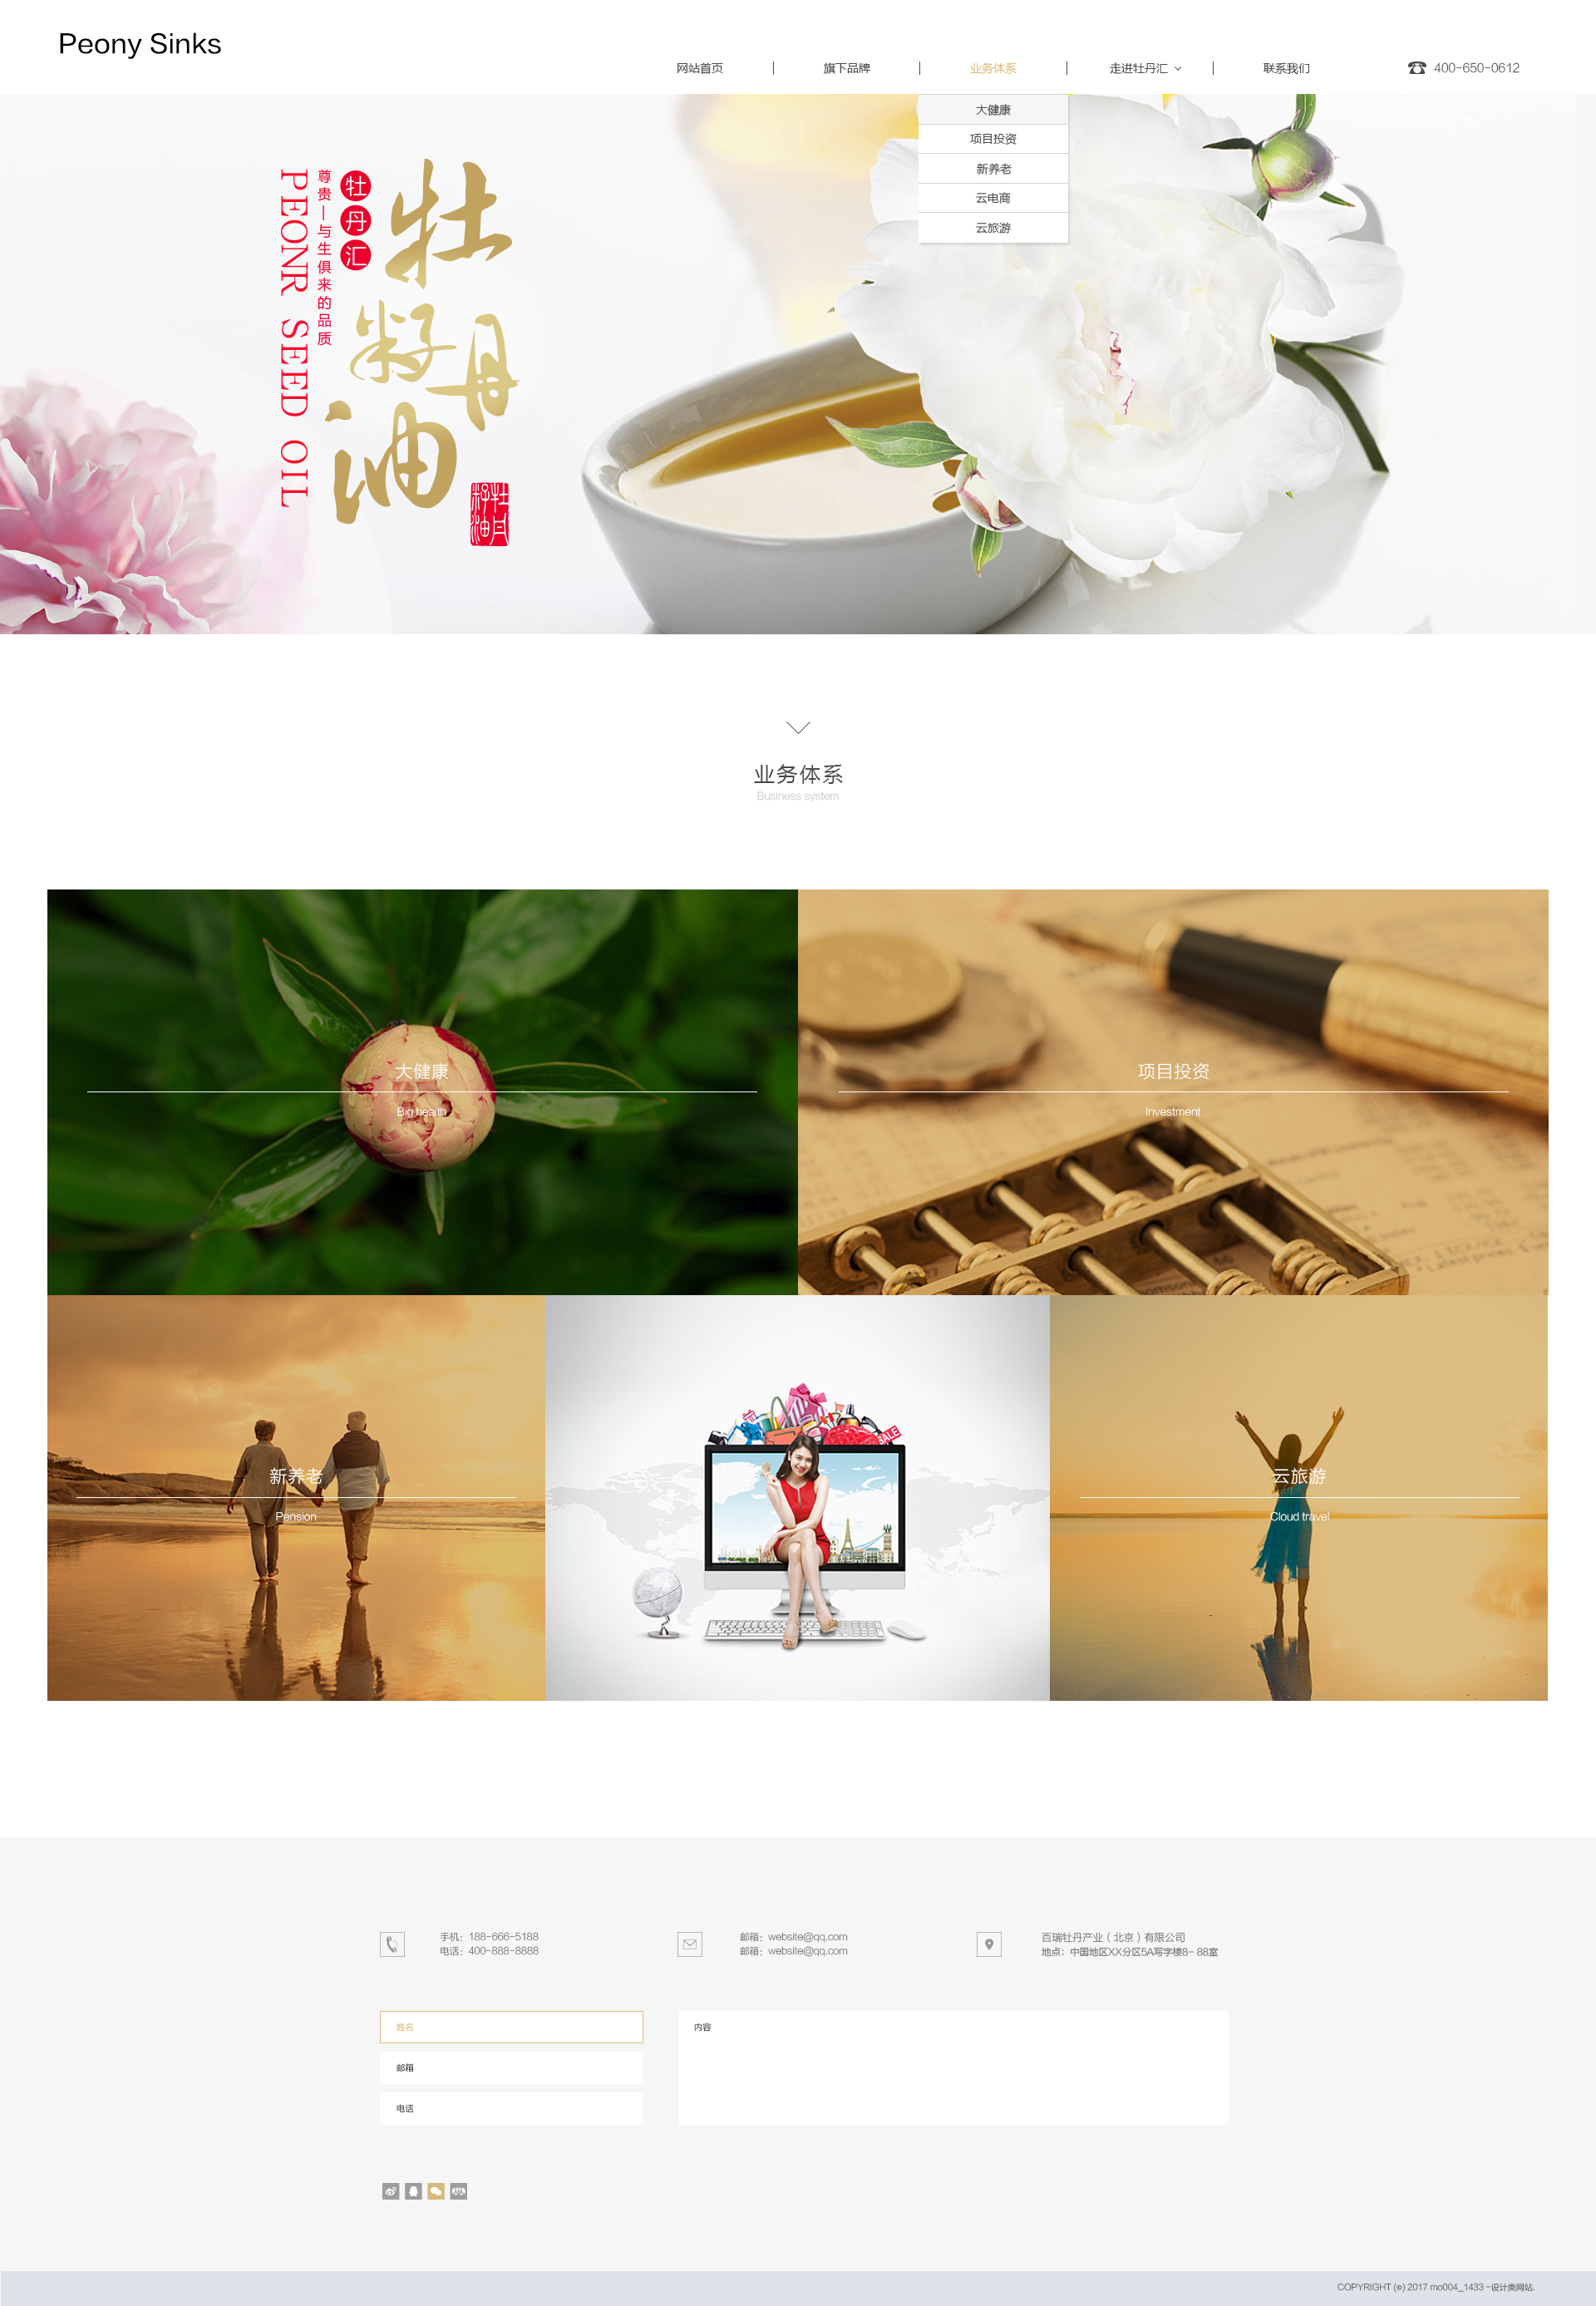 Peony Sinks
网站首页
旗下品牌
业务体系
走进牡丹汇
联系我们
400-650-0612
大健康
项目投资
新养老
云电商
云旅游
牡丹籽油
牡丹汇
尊贵—与生俱来的品质
PEONR SEED OIL
牡丹籽油
业务体系
Business system
大健康
Big health
项目投资
Investment
新养老
Pension
SALE
云旅游
Cloud travel
手机：188-666-5188
电话：400-888-8888
邮箱：website@qq.com
邮箱：website@qq.com
百瑞牡丹产业（北京）有限公司
地点：中国地区XX分区5A写字楼8- 88室
姓名
邮箱
电话
内容
COPYRIGHT (©) 2017 mo004_1433 -设计类网站.